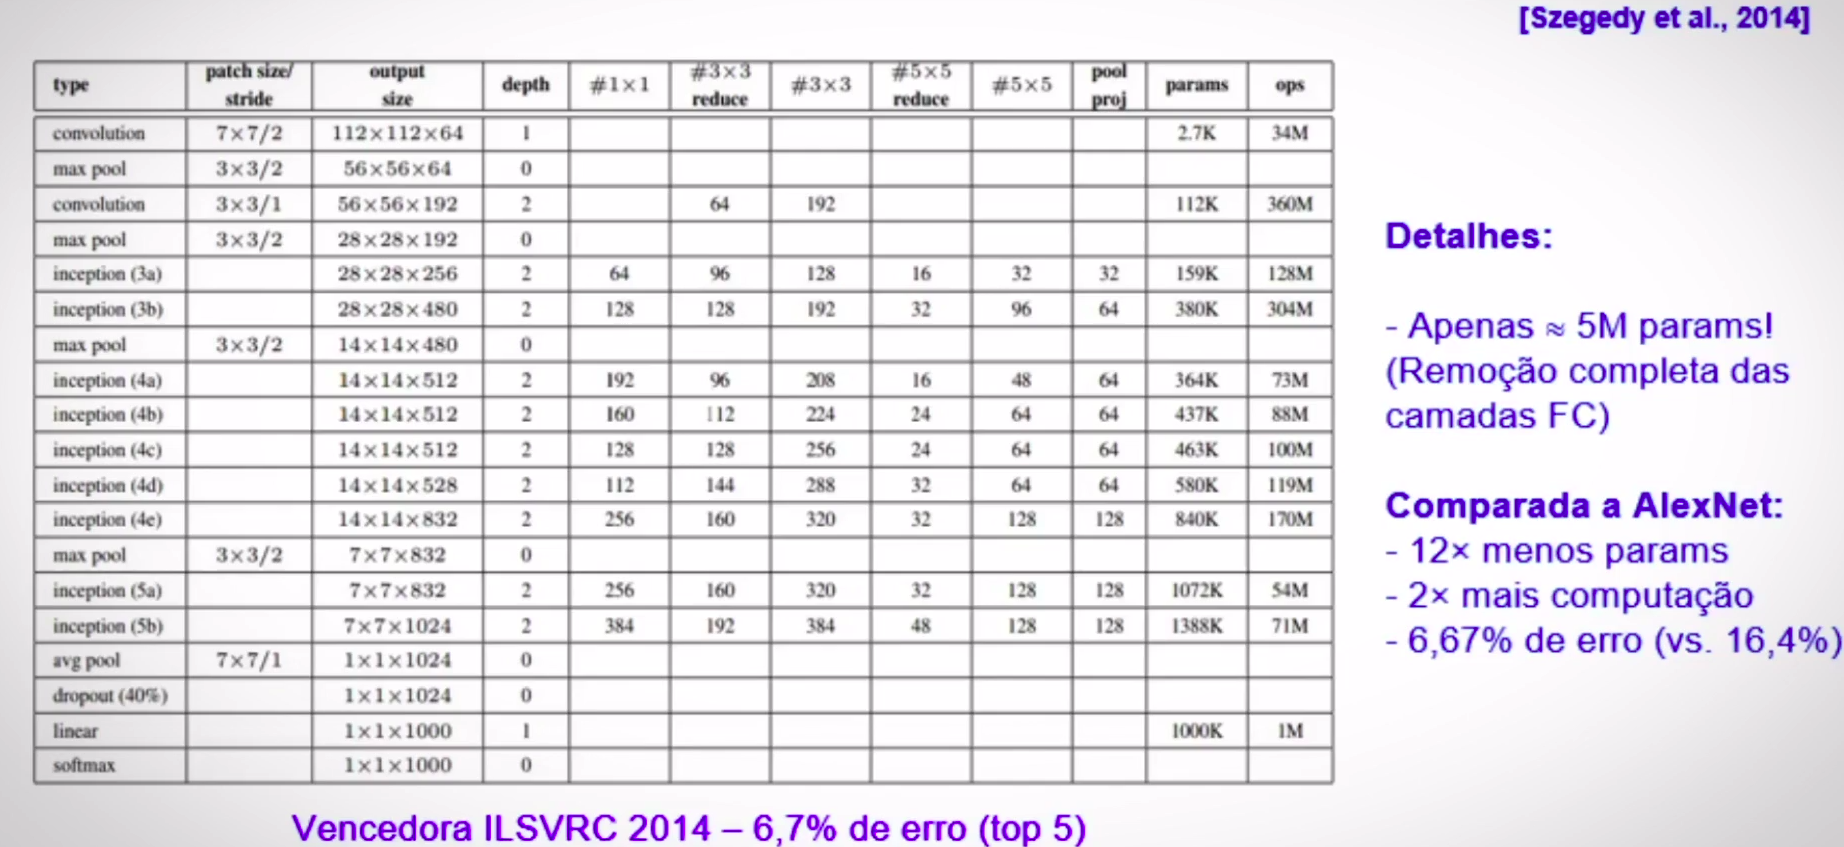 [Szegedy et al., 2014]
type patch size/ stride output size depth #1×1 #3×3 reduce #3×3 #5×5 reduce #5×5 pool proj params ops
convolution 7×7/2 112×112×64 1 2.7K 34M
max pool 3×3/2 56×56×64 0
convolution 3×3/1 56×56×192 2 64 192 112K 360M
max pool 3×3/2 28×28×192 0
inception (3a) 28×28×256 2 64 96 128 16 32 32 159K 128M
inception (3b) 28×28×480 2 128 128 192 32 96 64 380K 304M
max pool 3×3/2 14×14×480 0
inception (4a) 14×14×512 2 192 96 208 16 48 64 364K 73M
inception (4b) 14×14×512 2 160 112 224 24 64 64 437K 88M
inception (4c) 14×14×512 2 128 128 256 24 64 64 463K 100M
inception (4d) 14×14×528 2 112 144 288 32 64 64 580K 119M
inception (4e) 14×14×832 2 256 160 320 32 128 128 840K 170M
max pool 3×3/2 7×7×832 0
inception (5a) 7×7×832 2 256 160 320 32 128 128 1072K 54M
inception (5b) 7×7×1024 2 384 192 384 48 128 128 1388K 71M
avg pool 7×7/1 1×1×1024 0
dropout (40%) 1×1×1024 0
linear 1×1×1000 1 1000K 1M
softmax 1×1×1000 0
Detalhes:
- Apenas ≈ 5M params!
(Remoção completa das
camadas FC)
Comparada a AlexNet:
- 12× menos params
- 2× mais computação
- 6,67% de erro (vs. 16,4%)
Vencedora ILSVRC 2014 – 6,7% de erro (top 5)